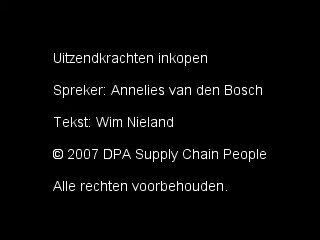 Uitzendkrachten inkopen
Spreker: Annelies van den Bosch
Tekst: Wim Nieland
© 2007 DPA Supply Chain People
Alle rechten voorbehouden.